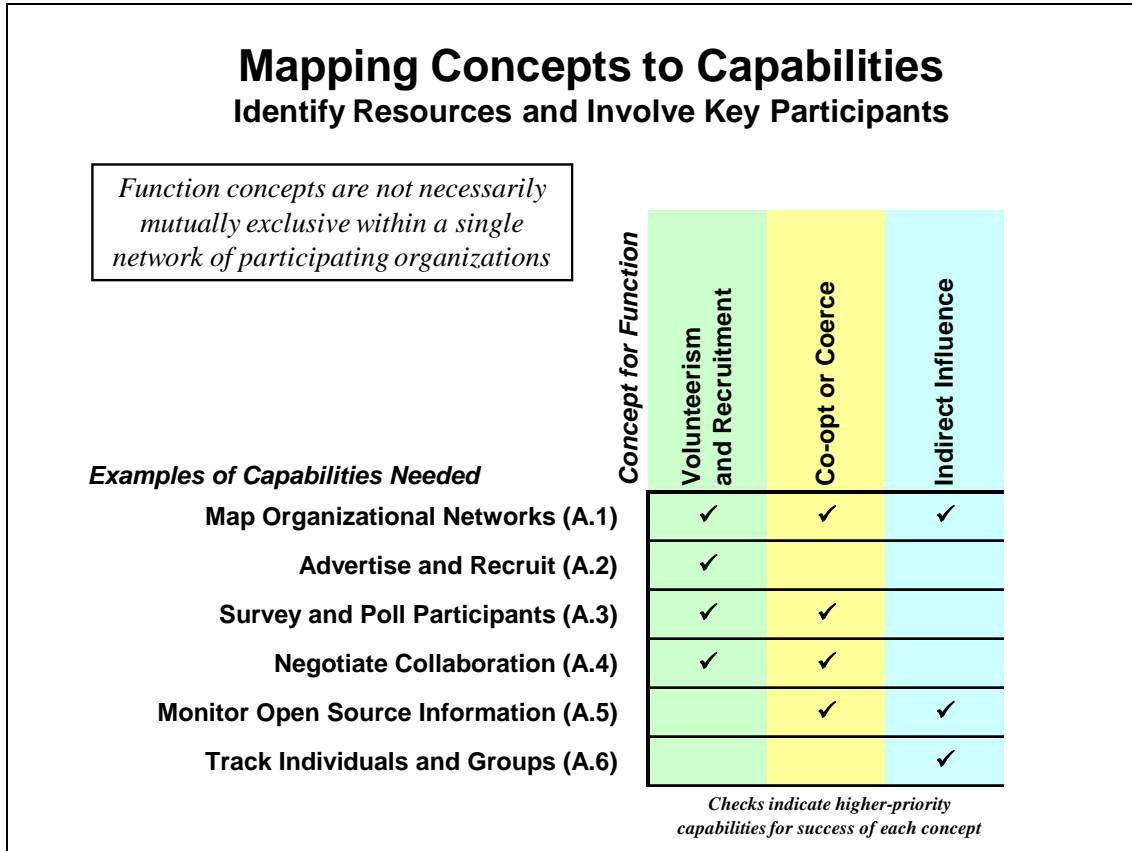 Mapping Concepts to Capabilities
Identify Resources and Involve Key Participants
Function concepts are not necessarily
mutually exclusive within a single
network of participating organizations
Concept for Function
Volunteerism
and Recruitment
Co-opt or Coerce
Indirect Influence
Examples of Capabilities Needed
Map Organizational Networks (A.1) ✓ ✓ ✓
Advertise and Recruit (A.2) ✓
Survey and Poll Participants (A.3) ✓ ✓
Negotiate Collaboration (A.4) ✓ ✓
Monitor Open Source Information (A.5) ✓ ✓
Track Individuals and Groups (A.6) ✓
Checks indicate higher-priority
capabilities for success of each concept